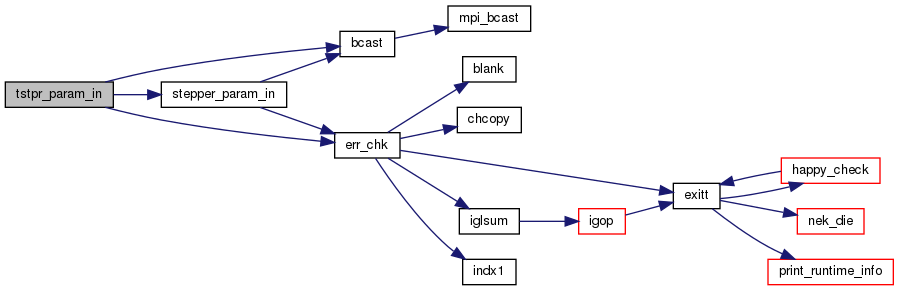 tstpr_param_in
bcast
mpi_bcast
stepper_param_in
blank
chcopy
err_chk
happy_check
exitt
iglsum
igop
nek_die
indx1
print_runtime_info